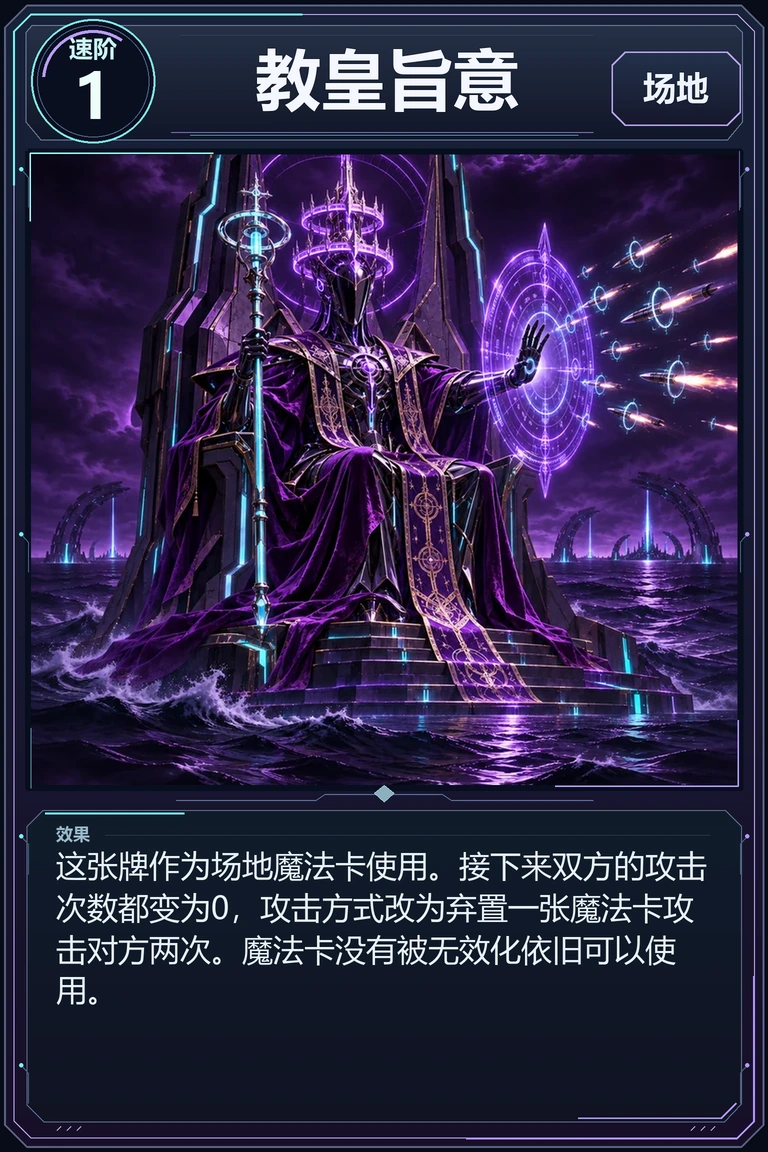 速阶
1
教皇旨意
场地
效果
这张牌作为场地魔法卡使用。接下来双方的攻击
次数都变为0，攻击方式改为弃置一张魔法卡攻
击对方两次。魔法卡没有被无效化依旧可以使
用。